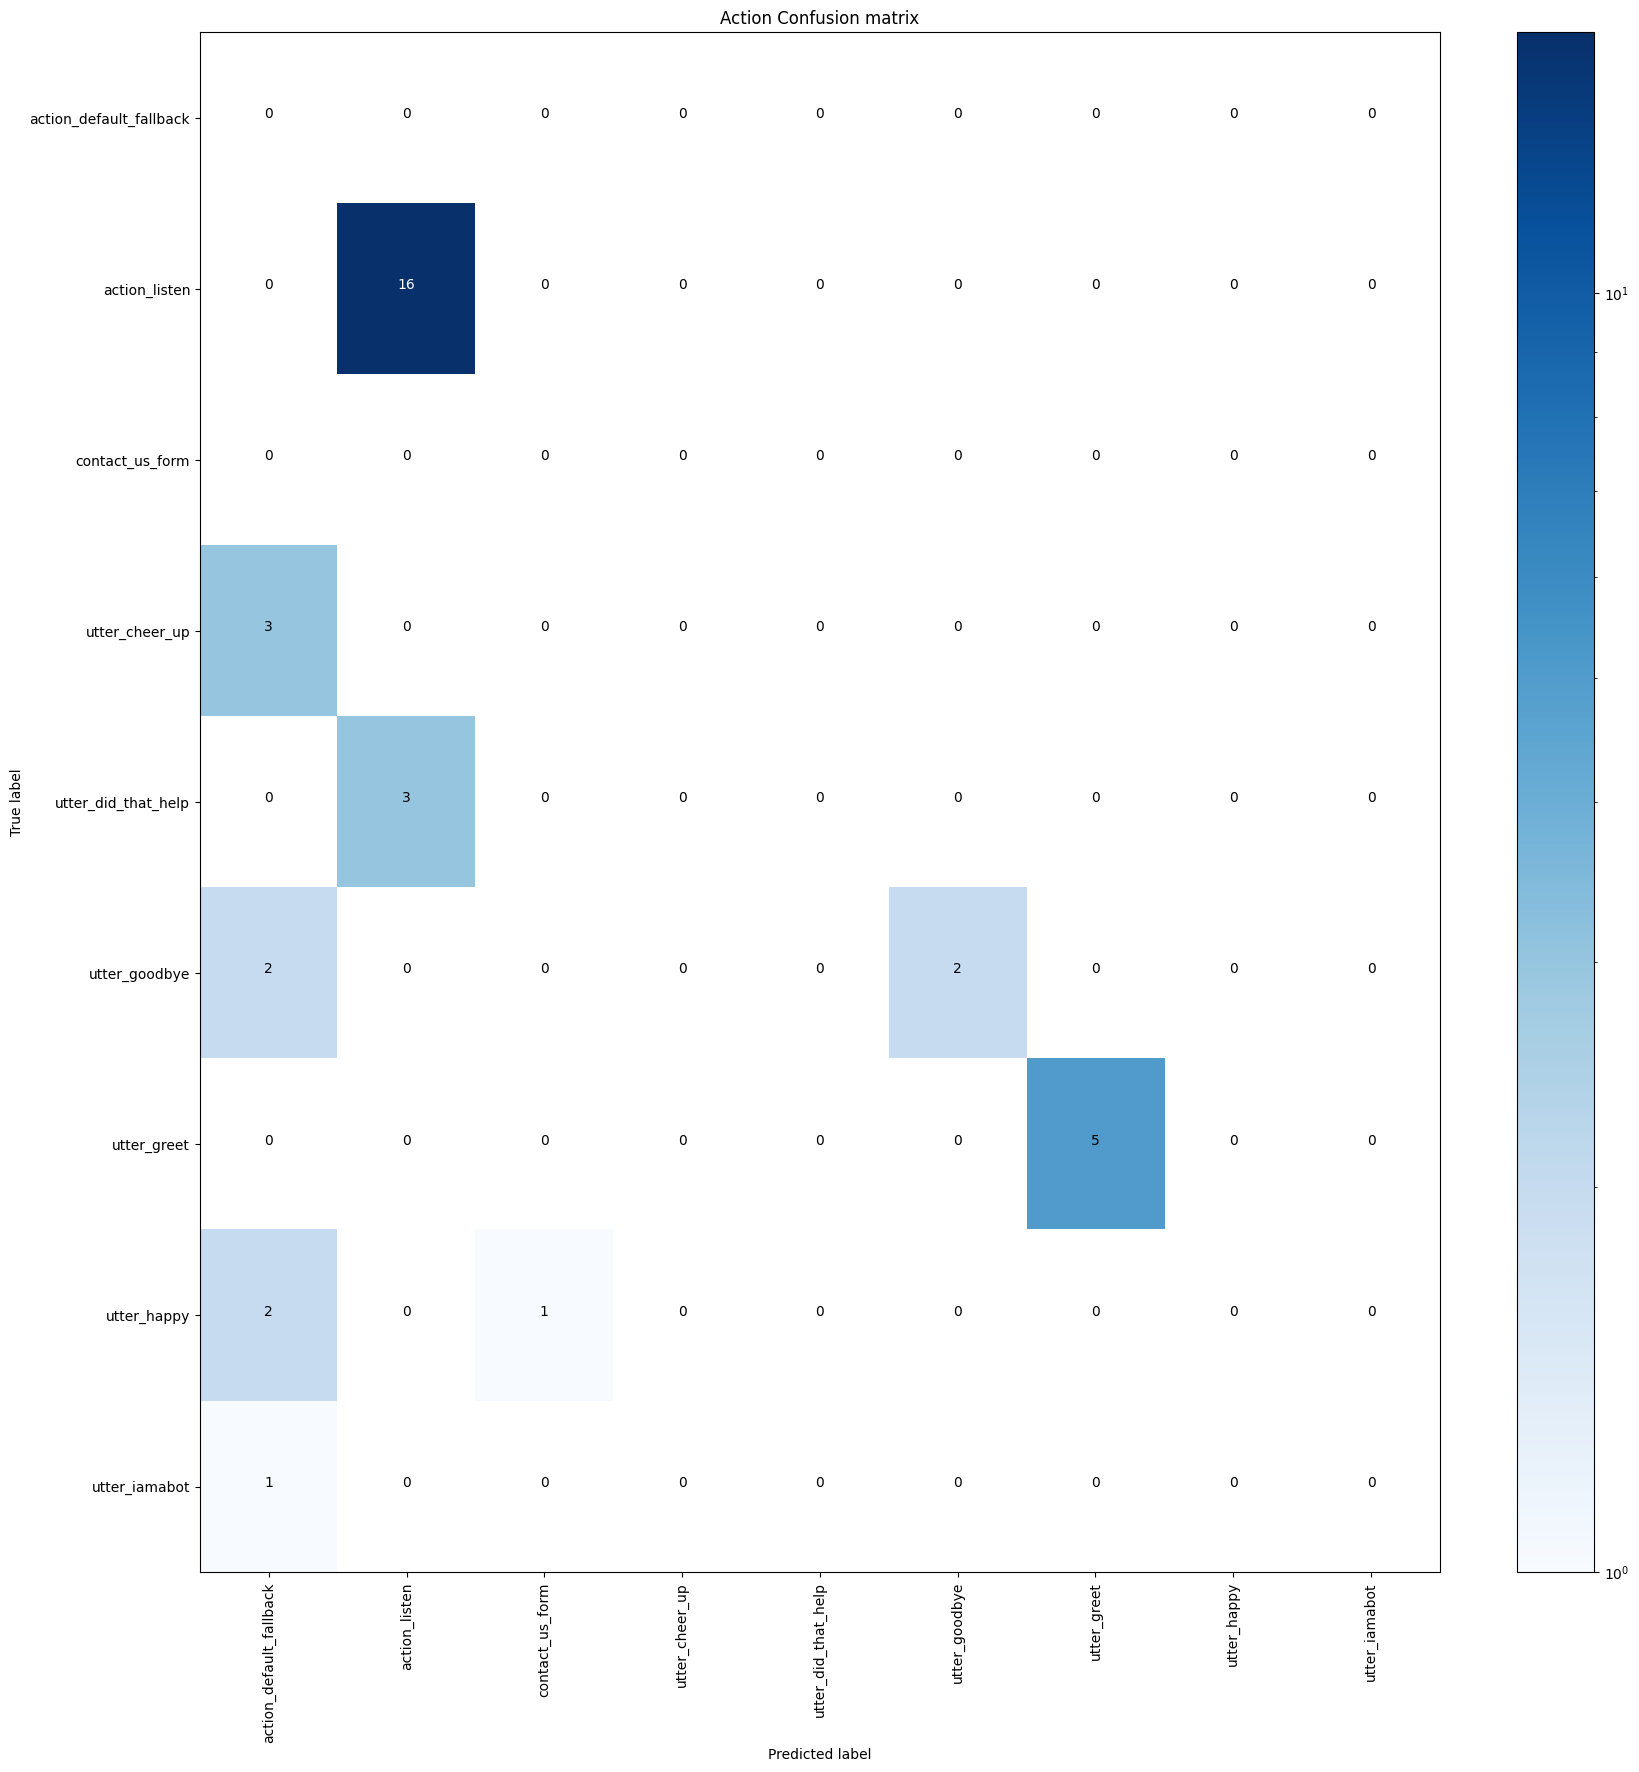 Action Confusion matrix
action_default_fallback 0 0 0 0 0 0 0 0 0
action_listen 0 16 0 0 0 0 0 0 0
10¹
contact_us_form 0 0 0 0 0 0 0 0 0
utter_cheer_up 3 0 0 0 0 0 0 0 0
True label
utter_did_that_help 0 3 0 0 0 0 0 0 0
utter_goodbye 2 0 0 0 0 2 0 0 0
utter_greet 0 0 0 0 0 0 5 0 0
utter_happy 2 0 1 0 0 0 0 0 0
utter_iamabot 1 0 0 0 0 0 0 0 0
10⁰
action_default_fallback
action_listen
contact_us_form
utter_cheer_up
utter_did_that_help
utter_goodbye
utter_greet
utter_happy
utter_iamabot
Predicted label